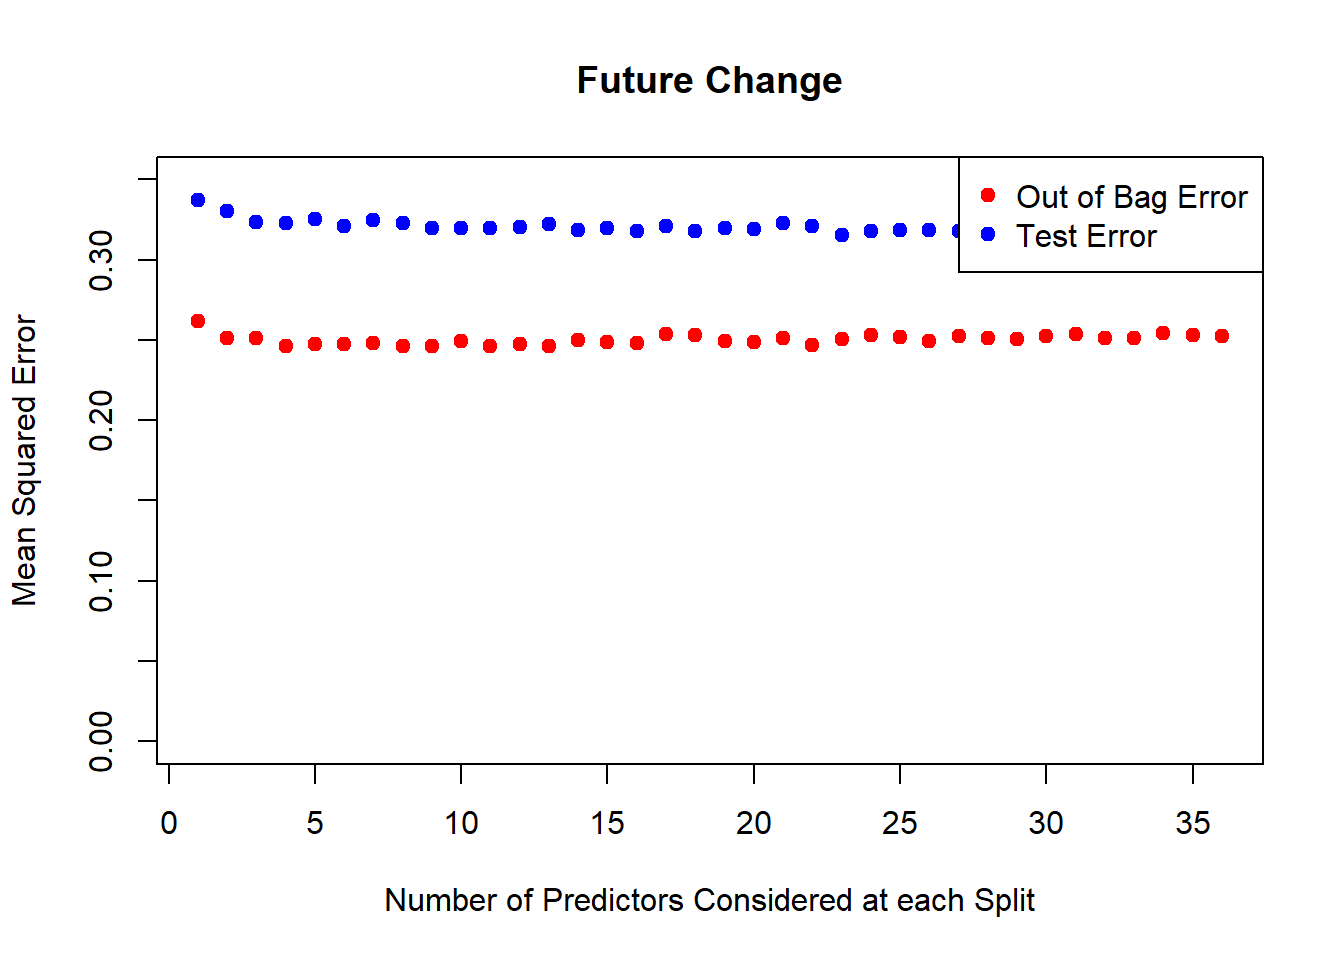 Future Change
Out of Bag Error
Test Error
Mean Squared Error
0.30
0.20
0.10
0.00
0 5 10 15 20 25 30 35
Number of Predictors Considered at each Split